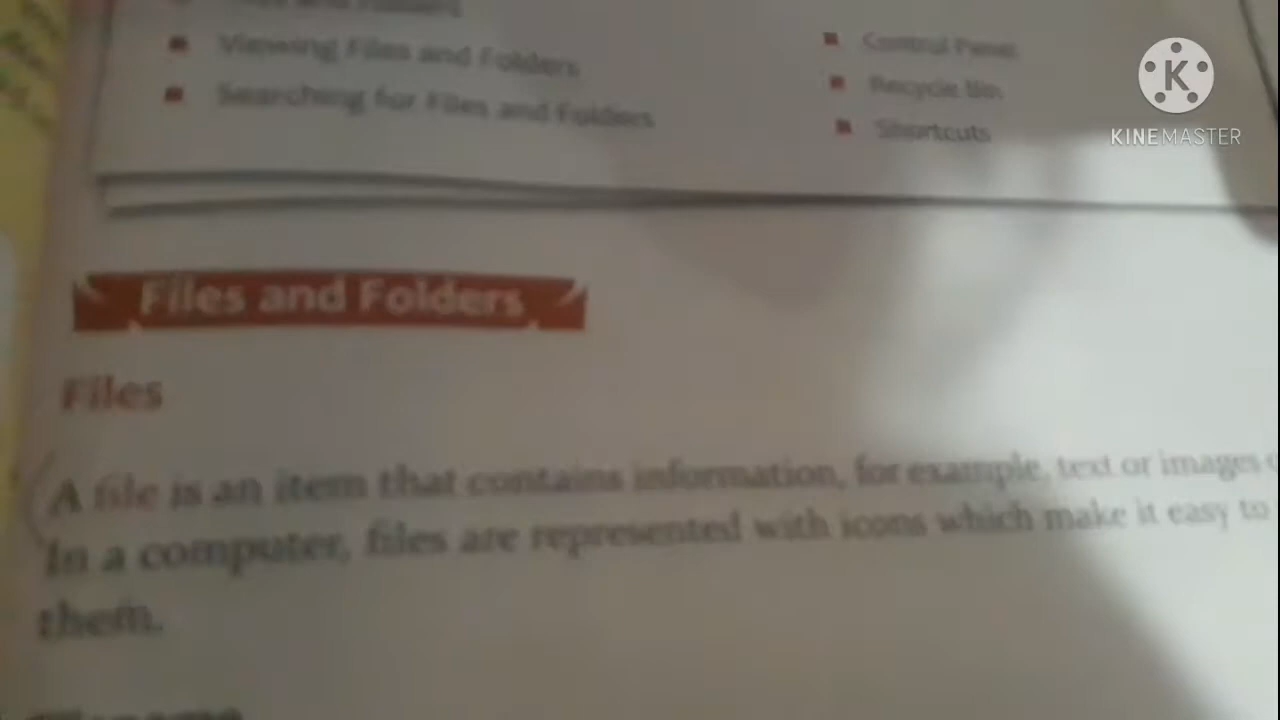 and Folders
Viewing Files and Folders
Searching for Files and Folders
Control Panel
Recycle Bin
Shortcuts
KINEMASTER
Files and Folders
Files
A file is an item that contains information, for example, text or images
In a computer, files are represented with icons which make it easy to
them.